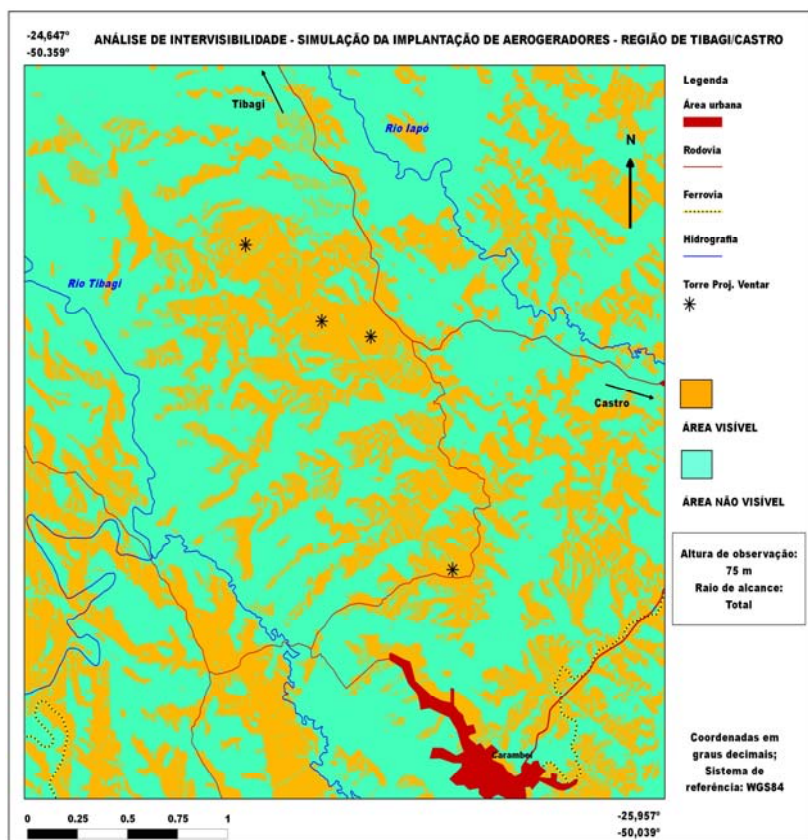 -24,647°
-50.359°
ANÁLISE DE INTERVISIBILIDADE - SIMULAÇÃO DA IMPLANTAÇÃO DE AEROGERADORES - REGIÃO DE TIBAGI/CASTRO
Tibagi
Rio Iapó
Rio Tibagi
Castro
Carambeí
Legenda
Área urbana
Rodovia
N
Ferrovia
Hidrografia
Torre Proj. Ventar
ÁREA VISÍVEL
ÁREA NÃO VISÍVEL
Altura de observação:
75 m
Raio de alcance:
Total
Coordenadas em
graus decimais;
Sistema de
referência: WGS84
-25,957°
-50,039°
0 0.25 0.5 0.75 1